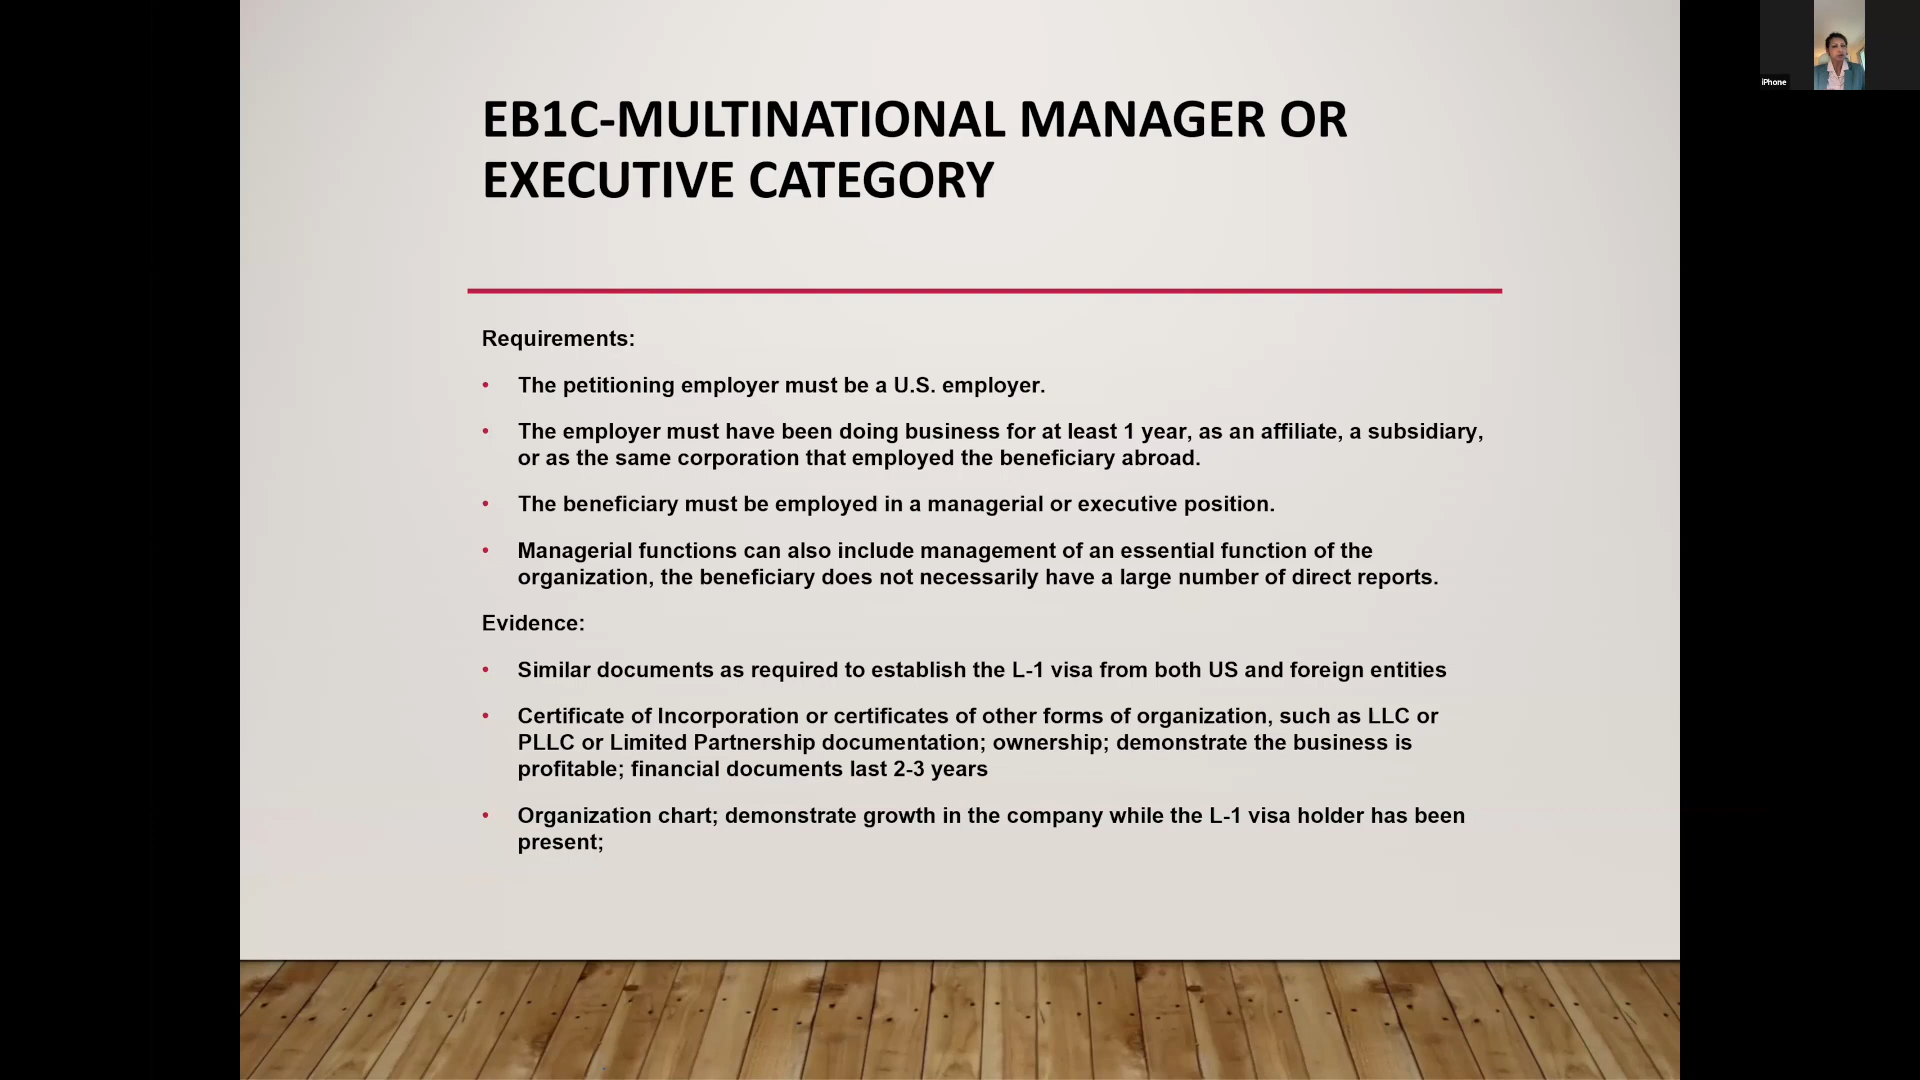 EB1C-MULTINATIONAL MANAGER OR
EXECUTIVE CATEGORY
Requirements:
• The petitioning employer must be a U.S. employer.
• The employer must have been doing business for at least 1 year, as an affiliate, a subsidiary,
or as the same corporation that employed the beneficiary abroad.
• The beneficiary must be employed in a managerial or executive position.
• Managerial functions can also include management of an essential function of the
organization, the beneficiary does not necessarily have a large number of direct reports.
Evidence:
• Similar documents as required to establish the L-1 visa from both US and foreign entities
• Certificate of Incorporation or certificates of other forms of organization, such as LLC or
PLLC or Limited Partnership documentation; ownership; demonstrate the business is
profitable; financial documents last 2-3 years
• Organization chart; demonstrate growth in the company while the L-1 visa holder has been
present;
iPhone